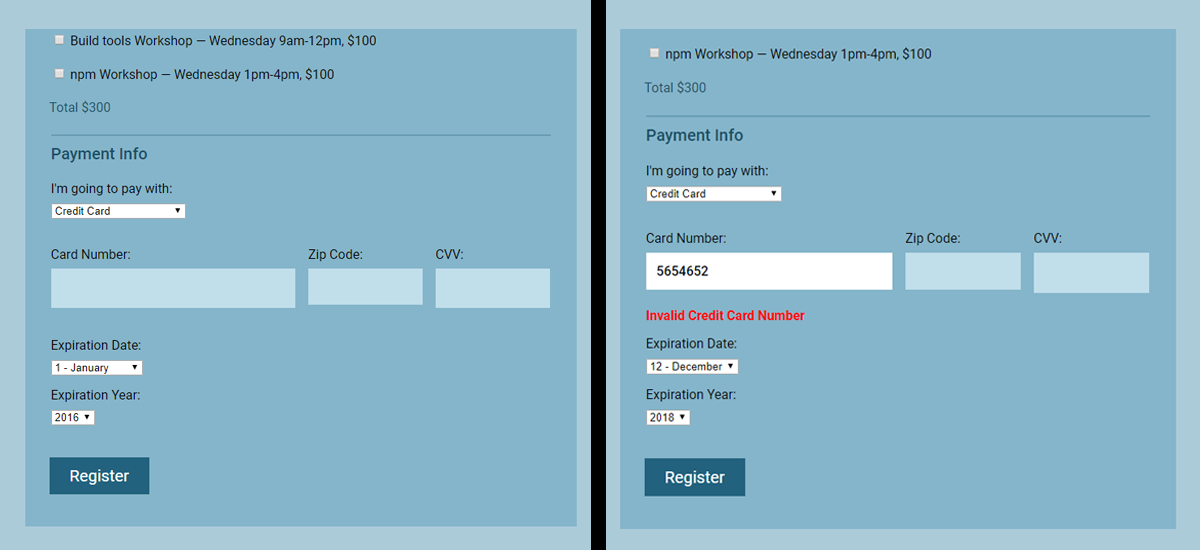 Build tools Workshop — Wednesday 9am-12pm, $100
npm Workshop — Wednesday 1pm-4pm, $100
Total $300
Payment Info
I'm going to pay with:
Credit Card
Card Number: Zip Code: CVV:
Expiration Date:
1 - January
Expiration Year:
2016
Register
npm Workshop — Wednesday 1pm-4pm, $100
Total $300
Payment Info
I'm going to pay with:
Credit Card
Card Number: Zip Code: CVV:
5654652
Invalid Credit Card Number
Expiration Date:
12 - December
Expiration Year:
2018
Register